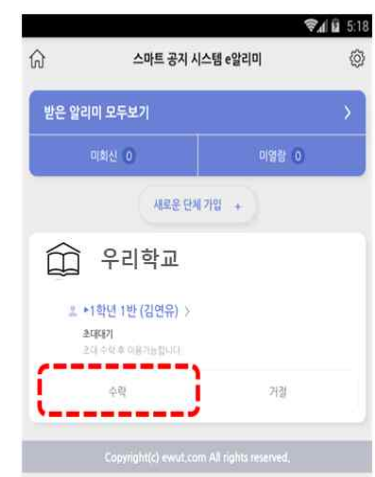 5:18
스마트 공지 시스템 e알리미
받은 알리미 모두보기
미회신 0 미열람 0
새로운 단체 가입 +
우리학교
▶1학년 1반 (김연유) >
초대대기
초대 수락 후 이용가능합니다.
수락 거절
Copyright(c) ewut.com All rights reserved.